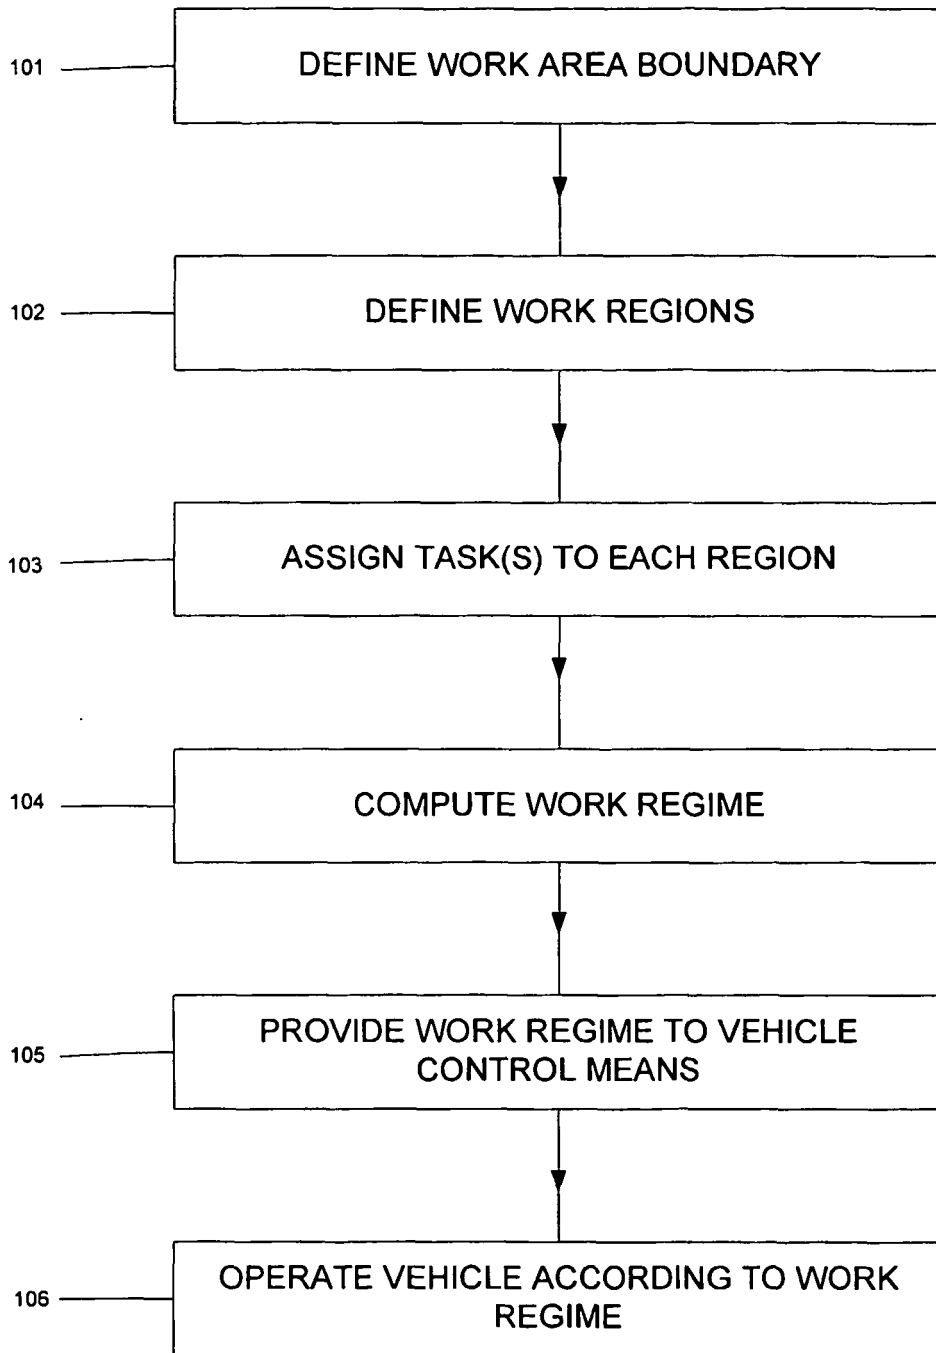 101
DEFINE WORK AREA BOUNDARY
102
DEFINE WORK REGIONS
103
ASSIGN TASK(S) TO EACH REGION
104
COMPUTE WORK REGIME
105
PROVIDE WORK REGIME TO VEHICLE
CONTROL MEANS
106
OPERATE VEHICLE ACCORDING TO WORK
REGIME